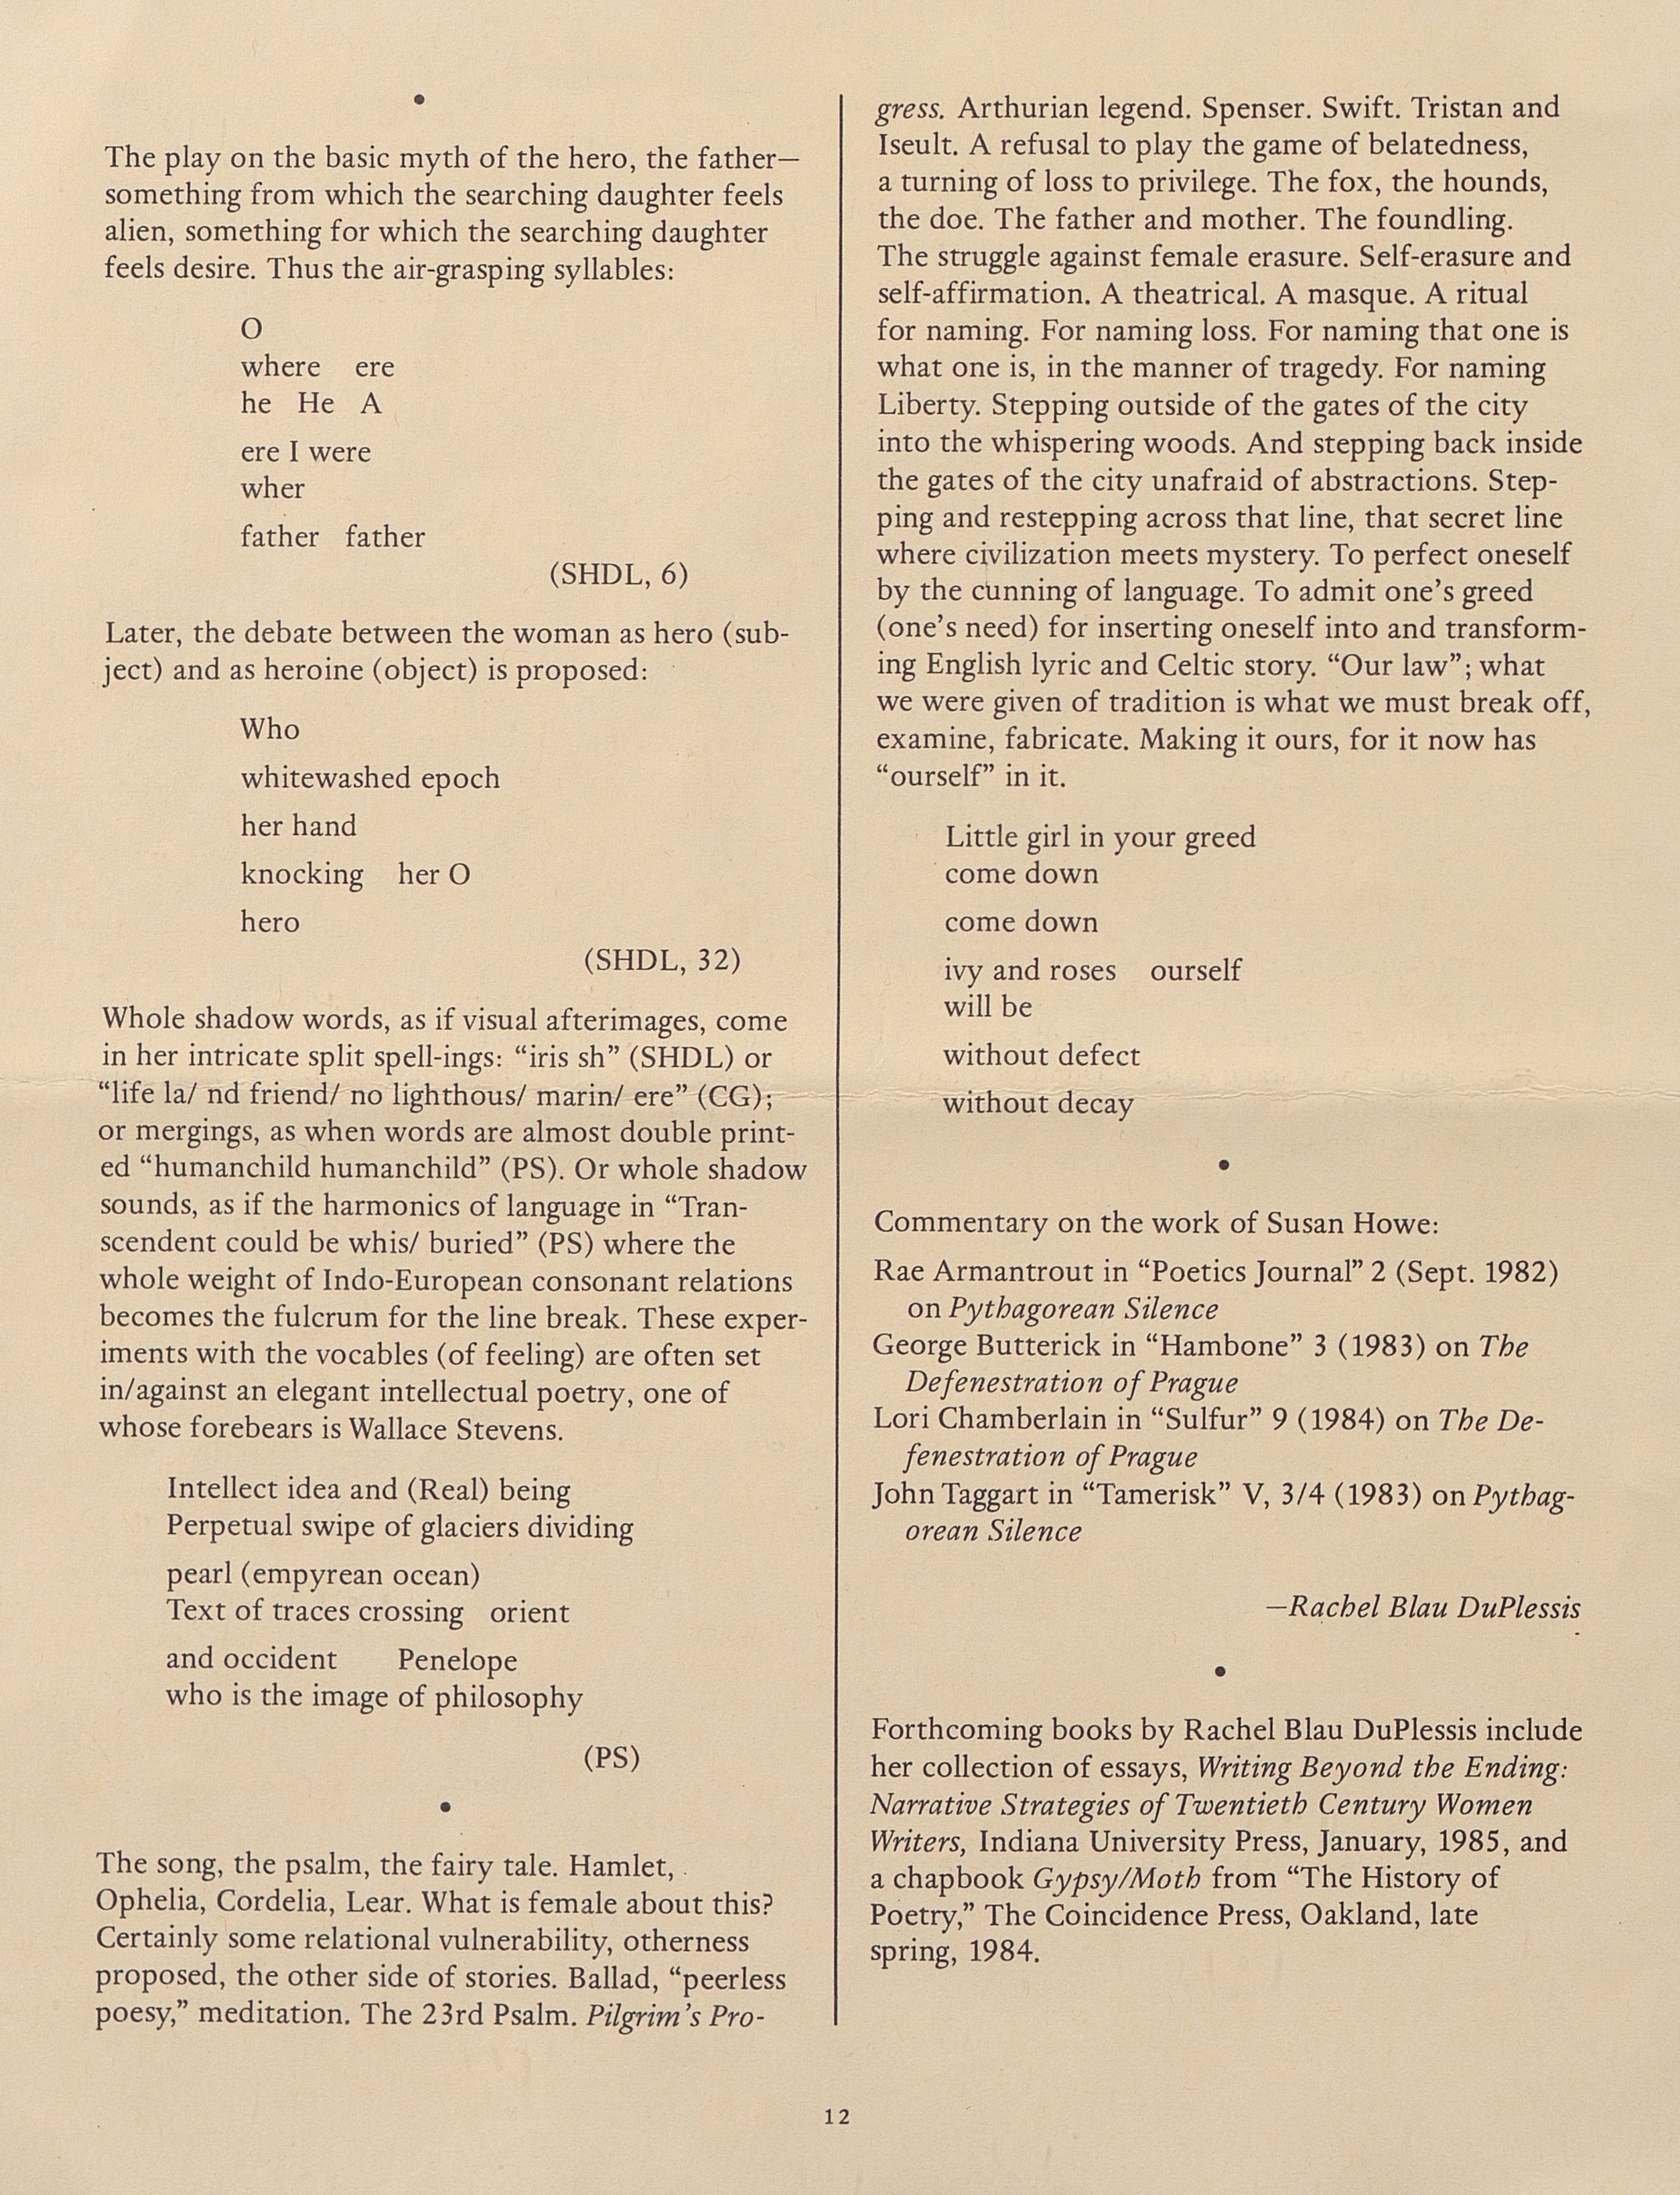 •
The play on the basic myth of the hero, the father—
something from which the searching daughter feels
alien, something for which the searching daughter
feels desire. Thus the air-grasping syllables:
O
where ere
he He A
ere I were
wher
father father
(SHDL, 6)
Later, the debate between the woman as hero (sub-
ject) and as heroine (object) is proposed:
Who
whitewashed epoch
her hand
knocking her O
hero
(SHDL, 32)
Whole shadow words, as if visual afterimages, come
in her intricate split spell-ings: “iris sh” (SHDL) or
“life la/ nd friend/ no lighthous/ marin/ ere” (CG);
or mergings, as when words are almost double print-
ed “humanchild humanchild” (PS). Or whole shadow
sounds, as if the harmonics of language in “Tran-
scendent could be whis/ buried” (PS) where the
whole weight of Indo-European consonant relations
becomes the fulcrum for the line break. These exper-
iments with the vocables (of feeling) are often set
in/against an elegant intellectual poetry, one of
whose forebears is Wallace Stevens.
Intellect idea and (Real) being
Perpetual swipe of glaciers dividing
pearl (empyrean ocean)
Text of traces crossing orient
and occident Penelope
who is the image of philosophy
(PS)
•
The song, the psalm, the fairy tale. Hamlet,
Ophelia, Cordelia, Lear. What is female about this?
Certainly some relational vulnerability, otherness
proposed, the other side of stories. Ballad, “peerless
poesy,” meditation. The 23rd Psalm. Pilgrim’s Pro-
gress. Arthurian legend. Spenser. Swift. Tristan and
Iseult. A refusal to play the game of belatedness,
a turning of loss to privilege. The fox, the hounds,
the doe. The father and mother. The foundling.
The struggle against female erasure. Self-erasure and
self-affirmation. A theatrical. A masque. A ritual
for naming. For naming loss. For naming that one is
what one is, in the manner of tragedy. For naming
Liberty. Stepping outside of the gates of the city
into the whispering woods. And stepping back inside
the gates of the city unafraid of abstractions. Step-
ping and restepping across that line, that secret line
where civilization meets mystery. To perfect oneself
by the cunning of language. To admit one’s greed
(one’s need) for inserting oneself into and transform-
ing English lyric and Celtic story. “Our law”; what
we were given of tradition is what we must break off,
examine, fabricate. Making it ours, for it now has
“ourself” in it.
Little girl in your greed
come down
come down
ivy and roses ourself
will be
without defect
without decay
•
Commentary on the work of Susan Howe:
Rae Armantrout in “Poetics Journal” 2 (Sept. 1982)
on Pythagorean Silence
George Butterick in “Hambone” 3 (1983) on The
Defenestration of Prague
Lori Chamberlain in “Sulfur” 9 (1984) on The De-
fenestration of Prague
John Taggart in “Tamerisk” V, 3/4 (1983) on Pythag-
orean Silence
—Rachel Blau DuPlessis
•
Forthcoming books by Rachel Blau DuPlessis include
her collection of essays, Writing Beyond the Ending:
Narrative Strategies of Twentieth Century Women
Writers, Indiana University Press, January, 1985, and
a chapbook Gypsy/Moth from “The History of
Poetry,” The Coincidence Press, Oakland, late
spring, 1984.
12